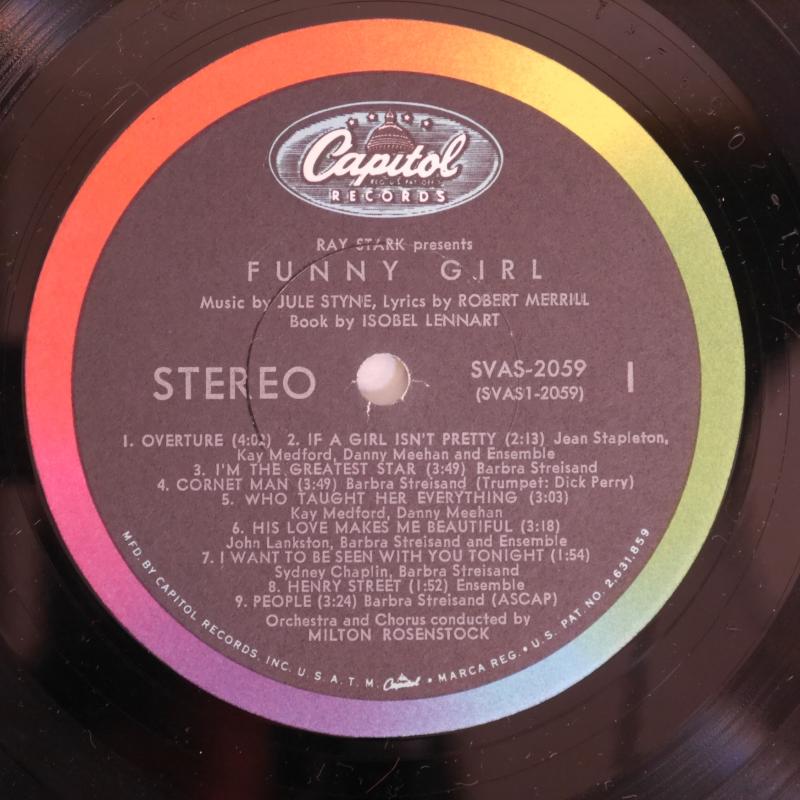 Capitol
REG. U.S. PAT. OFF.
RECORDS
RAY STARK presents
FUNNY GIRL
Music by JULE STYNE, Lyrics by ROBERT MERRILL
Book by ISOBEL LENNART
STEREO
SVAS-2059
(SVAS1-2059)
1
1. OVERTURE (4:02) 2. IF A GIRL ISN'T PRETTY (2:13) Jean Stapleton,
Kay Medford, Danny Meehan and Ensemble
3. I'M THE GREATEST STAR (3:49) Barbra Streisand
4. CORNET MAN (3:49) Barbra Streisand (Trumpet: Dick Perry)
5. WHO TAUGHT HER EVERYTHING (3:03)
Kay Medford, Danny Meehan
6. HIS LOVE MAKES ME BEAUTIFUL (3:18)
John Lankston, Barbra Streisand and Ensemble
7. I WANT TO BE SEEN WITH YOU TONIGHT (1:54)
Sydney Chaplin, Barbra Streisand
8. HENRY STREET (1:52) Ensemble
9. PEOPLE (3:24) Barbra Streisand (ASCAP)
Orchestra and Chorus conducted by
MILTON ROSENSTOCK
MFD. BY CAPITOL RECORDS, INC. U.S.A. T.M. Capitol • MARCA REG. • U.S. PAT. NO. 2,631,859